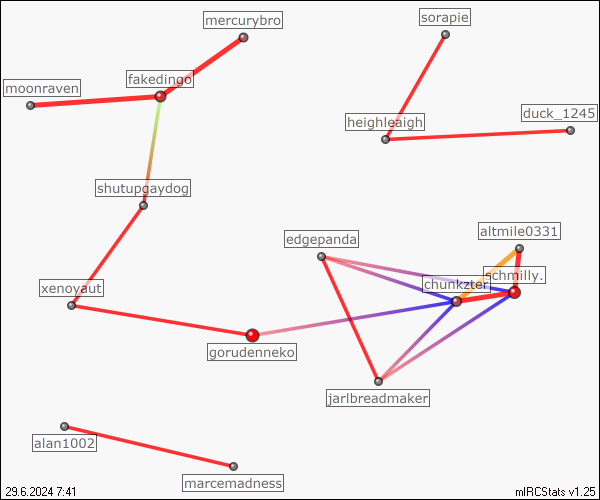 mercurybro
sorapie
fakedingo
moonraven
duck_1245
heighleaigh
shutupgaydog
altmile0331
edgepanda
schmilly.
chunkzter
xenoyaut
gorudenneko
jarlbreadmaker
alan1002
marcemadness
29.6.2024 7:41
mIRCStats v1.25